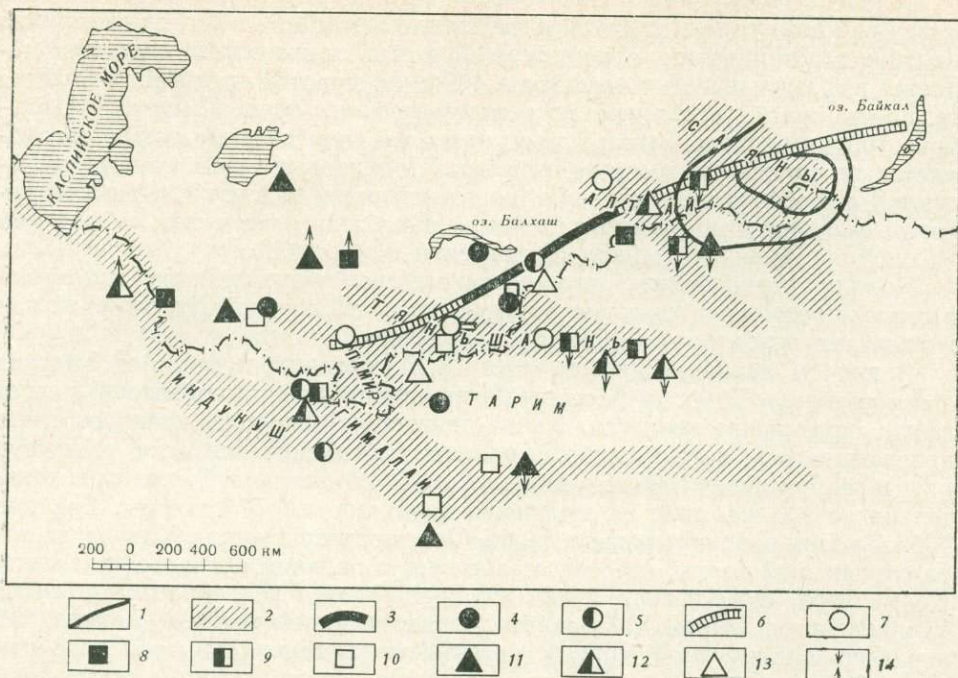 КАСПИЙСКОЕ МОРЕ
оз. Байкал
САЯНЫ
АЛТАЙ
оз. Балхаш
ТЯНЬ-ШАНЬ
ПАМИР
ГИНДУКУШ
ТАРИМ
ГИМАЛАИ
200 0 200 400 600 КМ
1 2 3 4 5 6 7
8 9 10 11 12 13 14